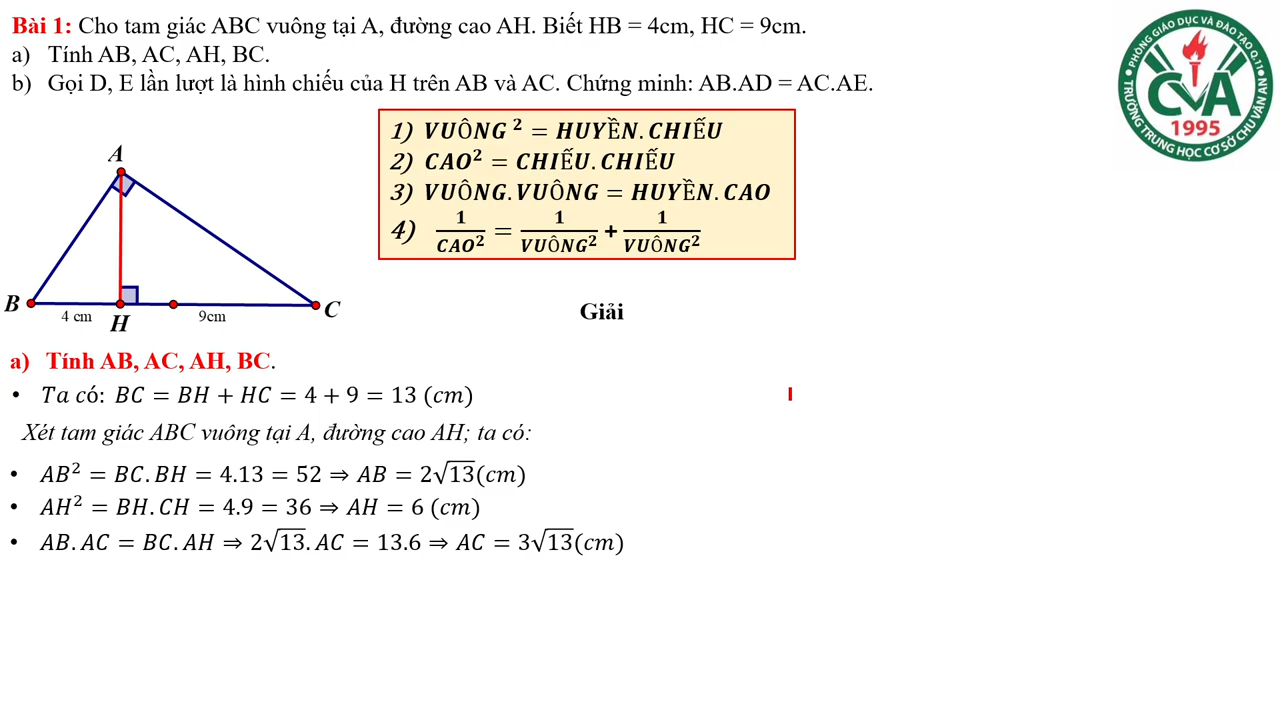 Bài 1: Cho tam giác ABC vuông tại A, đường cao AH. Biết HB = 4cm, HC = 9cm.
a) Tính AB, AC, AH, BC.
b) Gọi D, E lần lượt là hình chiếu của H trên AB và AC. Chứng minh: AB.AD = AC.AE.
PHÒNG GIÁO DỤC VÀ ĐÀO TẠO Q.11
CVA
1995
TRƯỜNG TRUNG HỌC CƠ SỞ CHU VĂN AN
1) VUÔNG² = HUYỀN.CHIẾU
2) CAO² = CHIẾU.CHIẾU
3) VUÔNG.VUÔNG = HUYỀN.CAO
4) 1/CAO² = 1/VUÔNG² + 1/VUÔNG²
A
B
4 cm
H
9cm
C
Giải
a) Tính AB, AC, AH, BC.
• Ta có: BC = BH + HC = 4 + 9 = 13 (cm)
Xét tam giác ABC vuông tại A, đường cao AH; ta có:
• AB² = BC.BH = 4.13 = 52 ⇒ AB = 2√13(cm)
• AH² = BH.CH = 4.9 = 36 ⇒ AH = 6 (cm)
• AB.AC = BC.AH ⇒ 2√13.AC = 13.6 ⇒ AC = 3√13(cm)